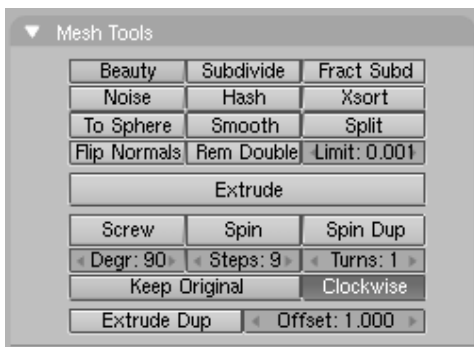 Mesh Tools
Beauty Subdivide Fract Subd
Noise Hash Xsort
To Sphere Smooth Split
Flip Normals Rem Double Limit: 0.001
Extrude
Screw Spin Spin Dup
Degr: 90 Steps: 9 Turns: 1
Keep Original Clockwise
Extrude Dup Offset: 1.000